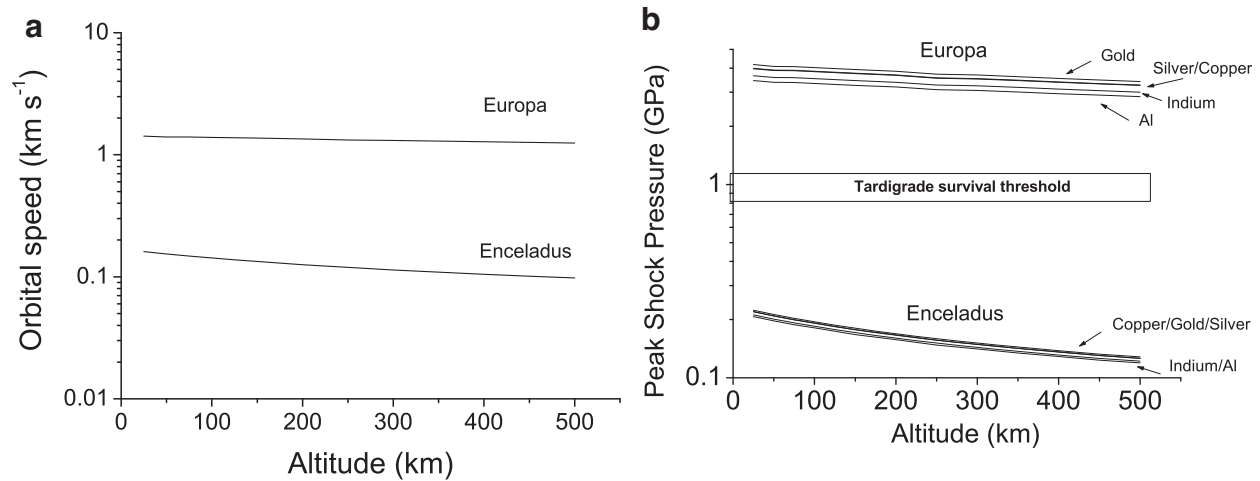 a
Orbital speed (km s⁻¹)
10
1
0.1
0.01
Europa
Enceladus
0 100 200 300 400 500
Altitude (km)
b
Peak Shock Pressure (GPa)
1
0.1
Europa
Gold
Silver/Copper
Indium
Al
Tardigrade survival threshold
Enceladus
Copper/Gold/Silver
Indium/Al
0 100 200 300 400 500
Altitude (km)